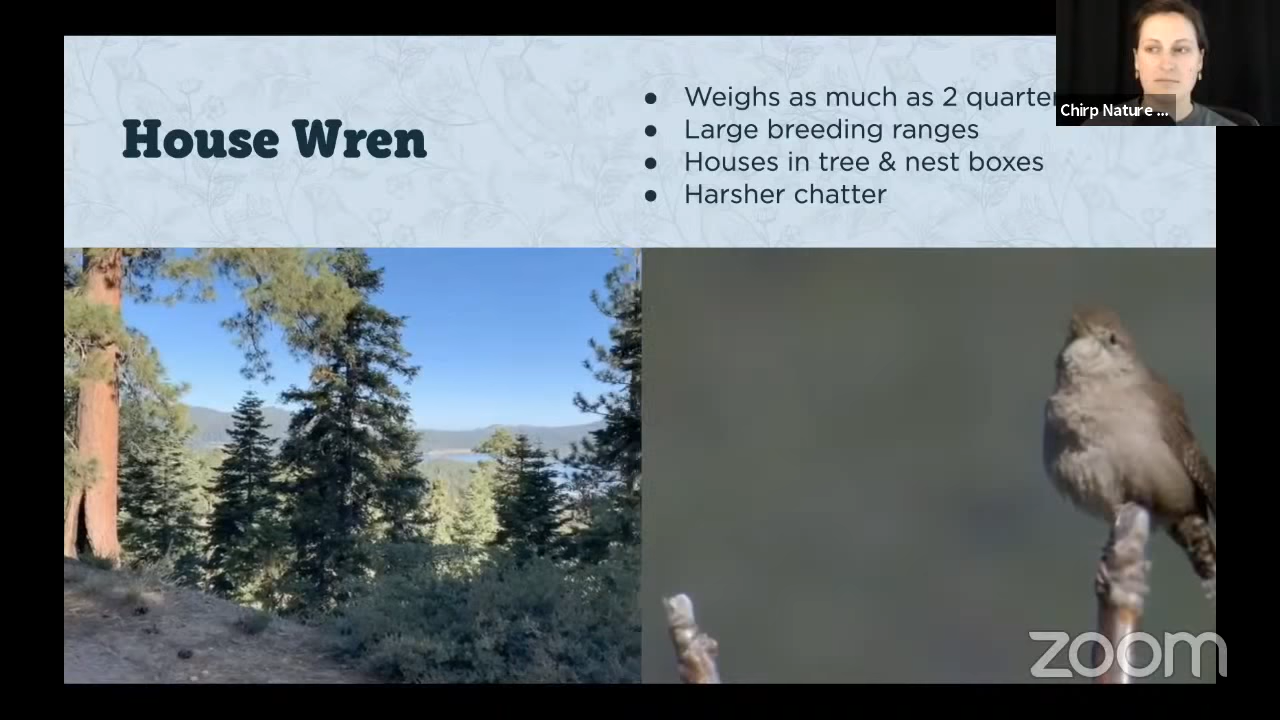 House Wren
● Weighs as much as 2 quarter
● Large breeding ranges
● Houses in tree & nest boxes
● Harsher chatter
Chirp Nature ...
zoom